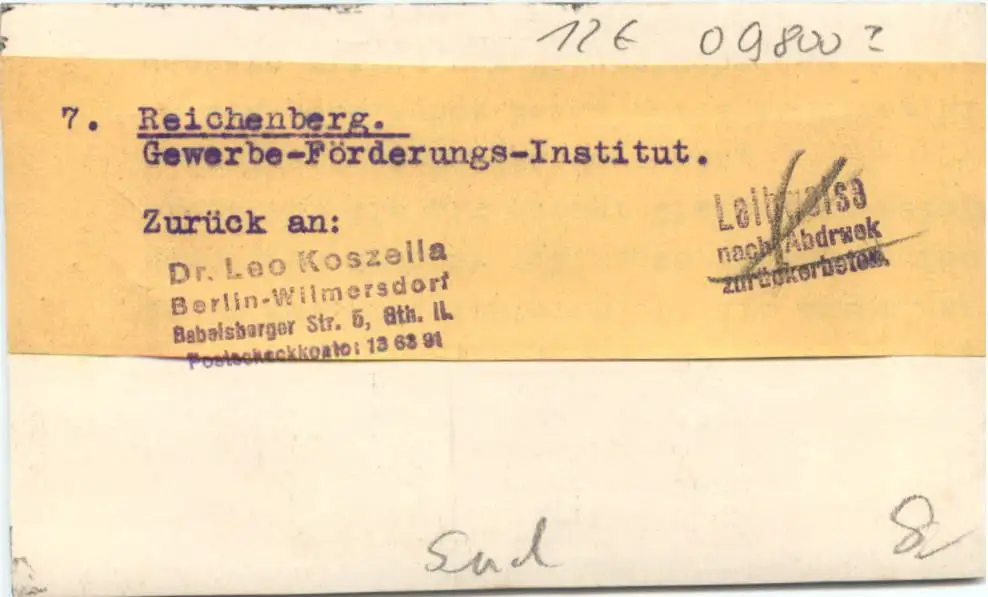 12 € 09800
7. Reichenberg.
Gewerbe-Förderungs-Institut.
Zurück an:
Dr. Leo Koszella
Berlin-Wilmersdorf
Babelsberger Str. 5, Gth. II.
Postscheckkonto: 13 63 91
Leihweise
nach Abdruck
zurückerbeten.